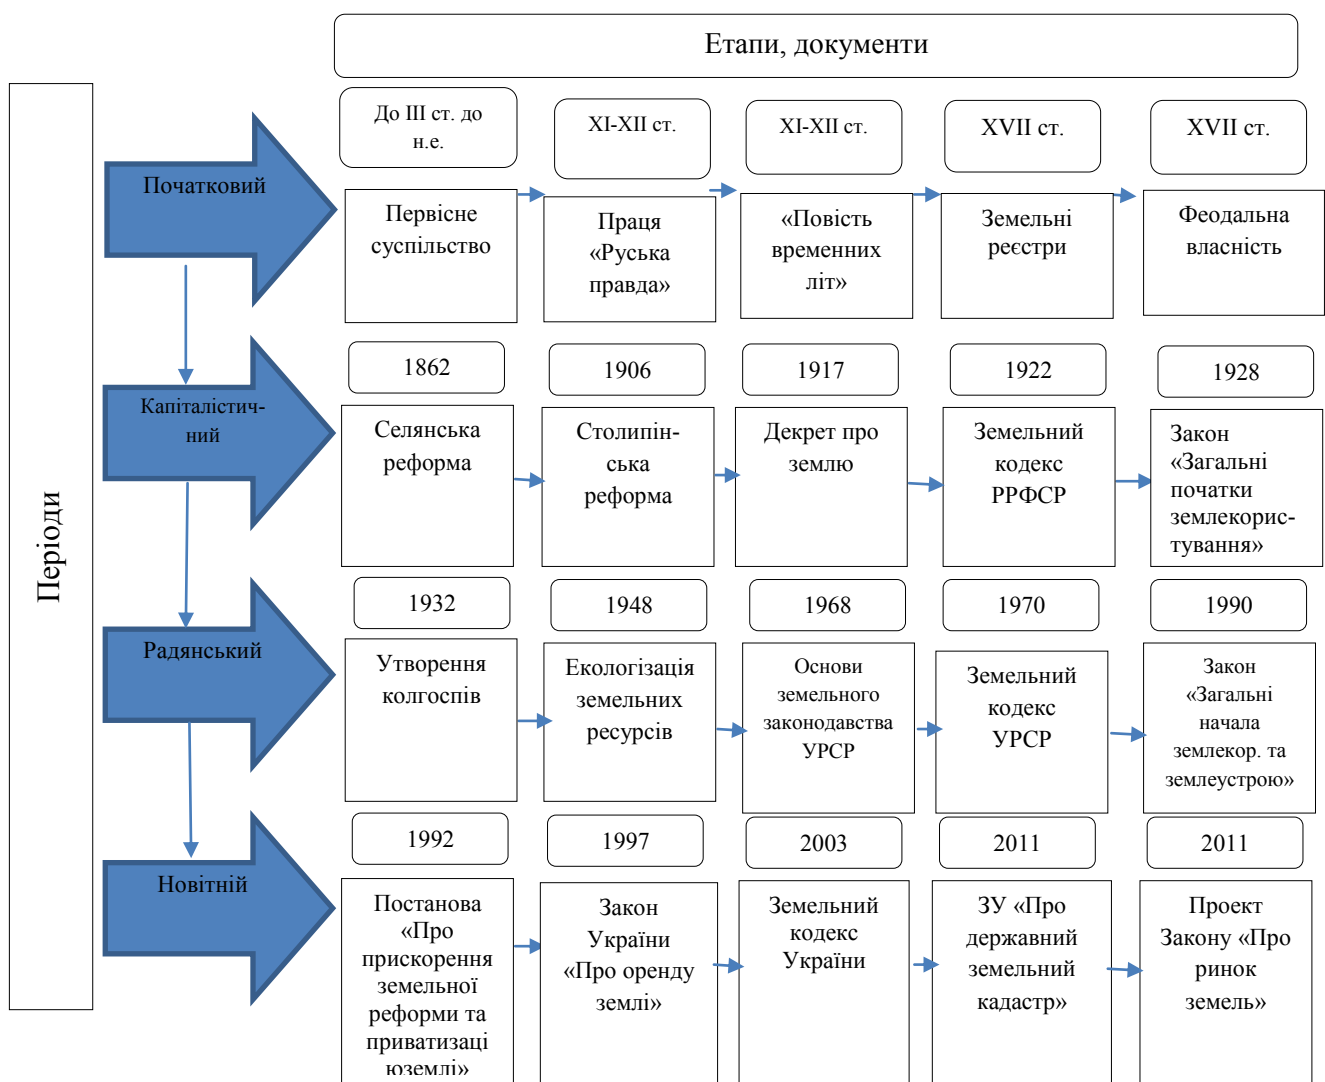 Етапи, документи
Періоди
Початковий
До III ст. до
н.е.
XI-XII ст.
XI-XII ст.
XVII ст.
XVII ст.
Первісне
суспільство
Праця
«Руська
правда»
«Повість
временних
літ»
Земельні
реєстри
Феодальна
власність
Капіталістич-
ний
1862
1906
1917
1922
1928
Селянська
реформа
Столипін-
ська
реформа
Декрет про
землю
Земельний
кодекс
РРФСР
Закон
«Загальні
початки
землекорис-
тування»
Радянський
1932
1948
1968
1970
1990
Утворення
колгоспів
Екологізація
земельних
ресурсів
Основи
земельного
законодавства
УРСР
Земельний
кодекс
УРСР
Закон
«Загальні
начала
землекор. та
землеустрою»
Новітній
1992
1997
2003
2011
2011
Постанова
«Про
прискорення
земельної
реформи та
приватизаці
юземлі»
Закон
України
«Про оренду
землі»
Земельний
кодекс
України
ЗУ «Про
державний
земельний
кадастр»
Проект
Закону «Про
ринок
земель»